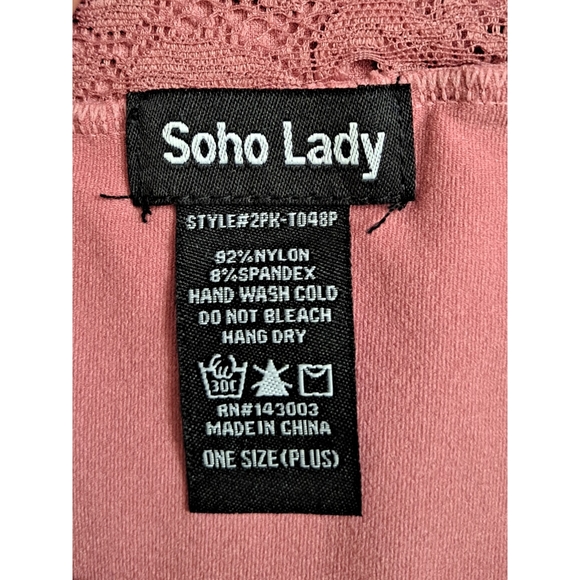 Soho Lady
STYLE#2PK-T048P
92%NYLON
8%SPANDEX
HAND WASH COLD
DO NOT BLEACH
HANG DRY
30C
RN#143003
MADE IN CHINA
ONE SIZE(PLUS)